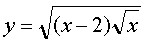 y = √((x − 2)√x)